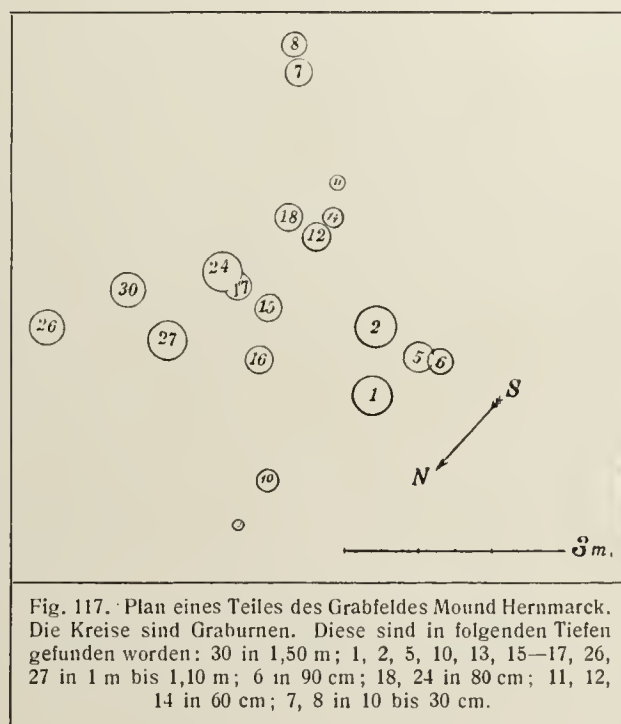 8
7
11
18 14
12
24
17
30
15
26 2
27
16 5 6
1
S
N
10
3 m.
Fig. 117. Plan eines Teiles des Grabfeldes Mound Hernmarck.
Die Kreise sind Graburnen. Diese sind in folgenden Tiefen
gefunden worden: 30 in 1,50 m; 1, 2, 5, 10, 13, 15—17, 26,
27 in 1 m bis 1,10 m; 6 in 90 cm; 18, 24 in 80 cm; 11, 12,
14 in 60 cm; 7, 8 in 10 bis 30 cm.